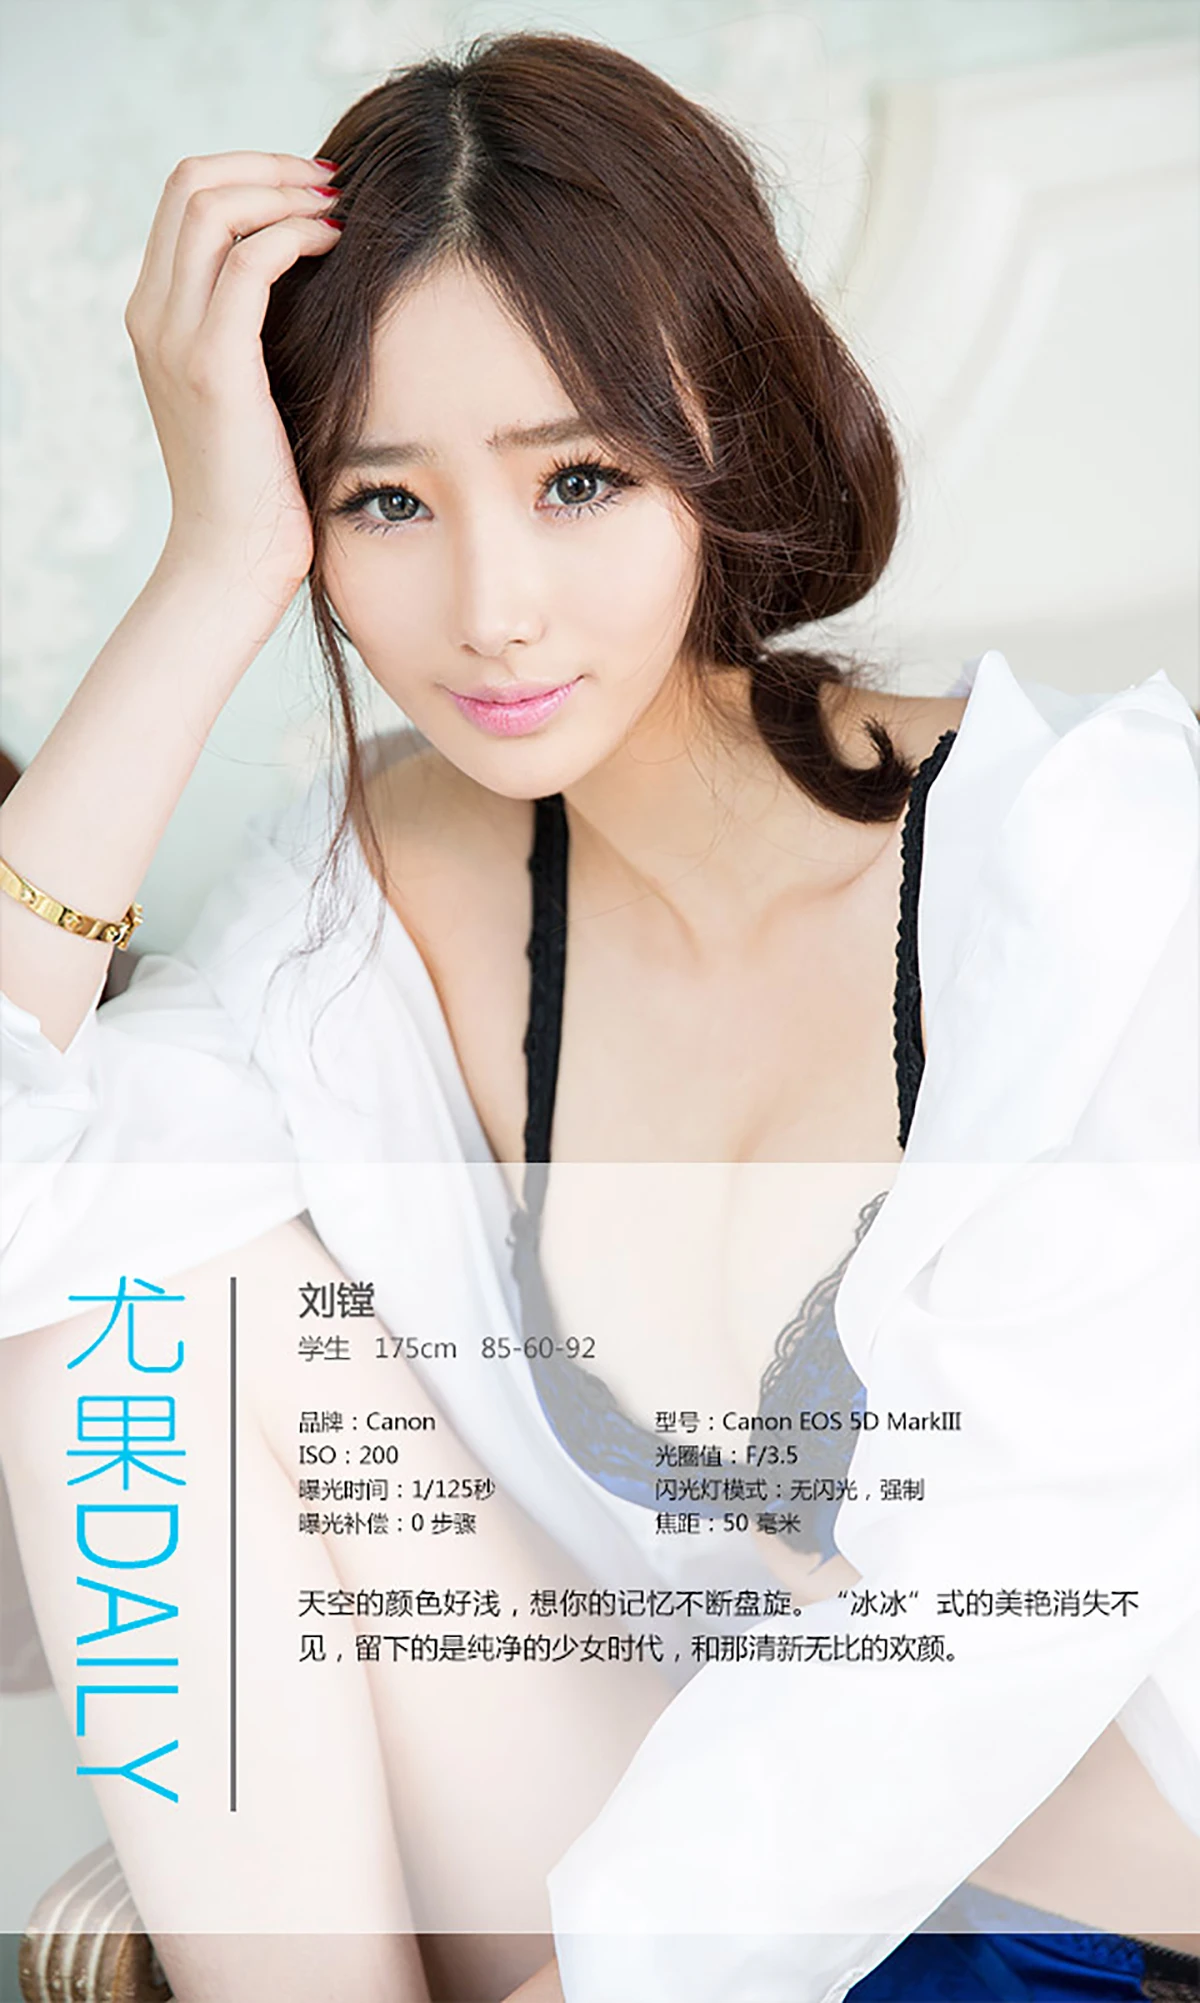 尤果DAILY
刘镗
学生 175cm 85-60-92
品牌：Canon 型号：Canon EOS 5D MarkIII
ISO：200 光圈值：F/3.5
曝光时间：1/125秒 闪光灯模式：无闪光，强制
曝光补偿：0 步骤 焦距：50 毫米
天空的颜色好浅，想你的记忆不断盘旋。“冰冰”式的美艳消失不
见，留下的是纯净的少女时代，和那清新无比的欢颜。